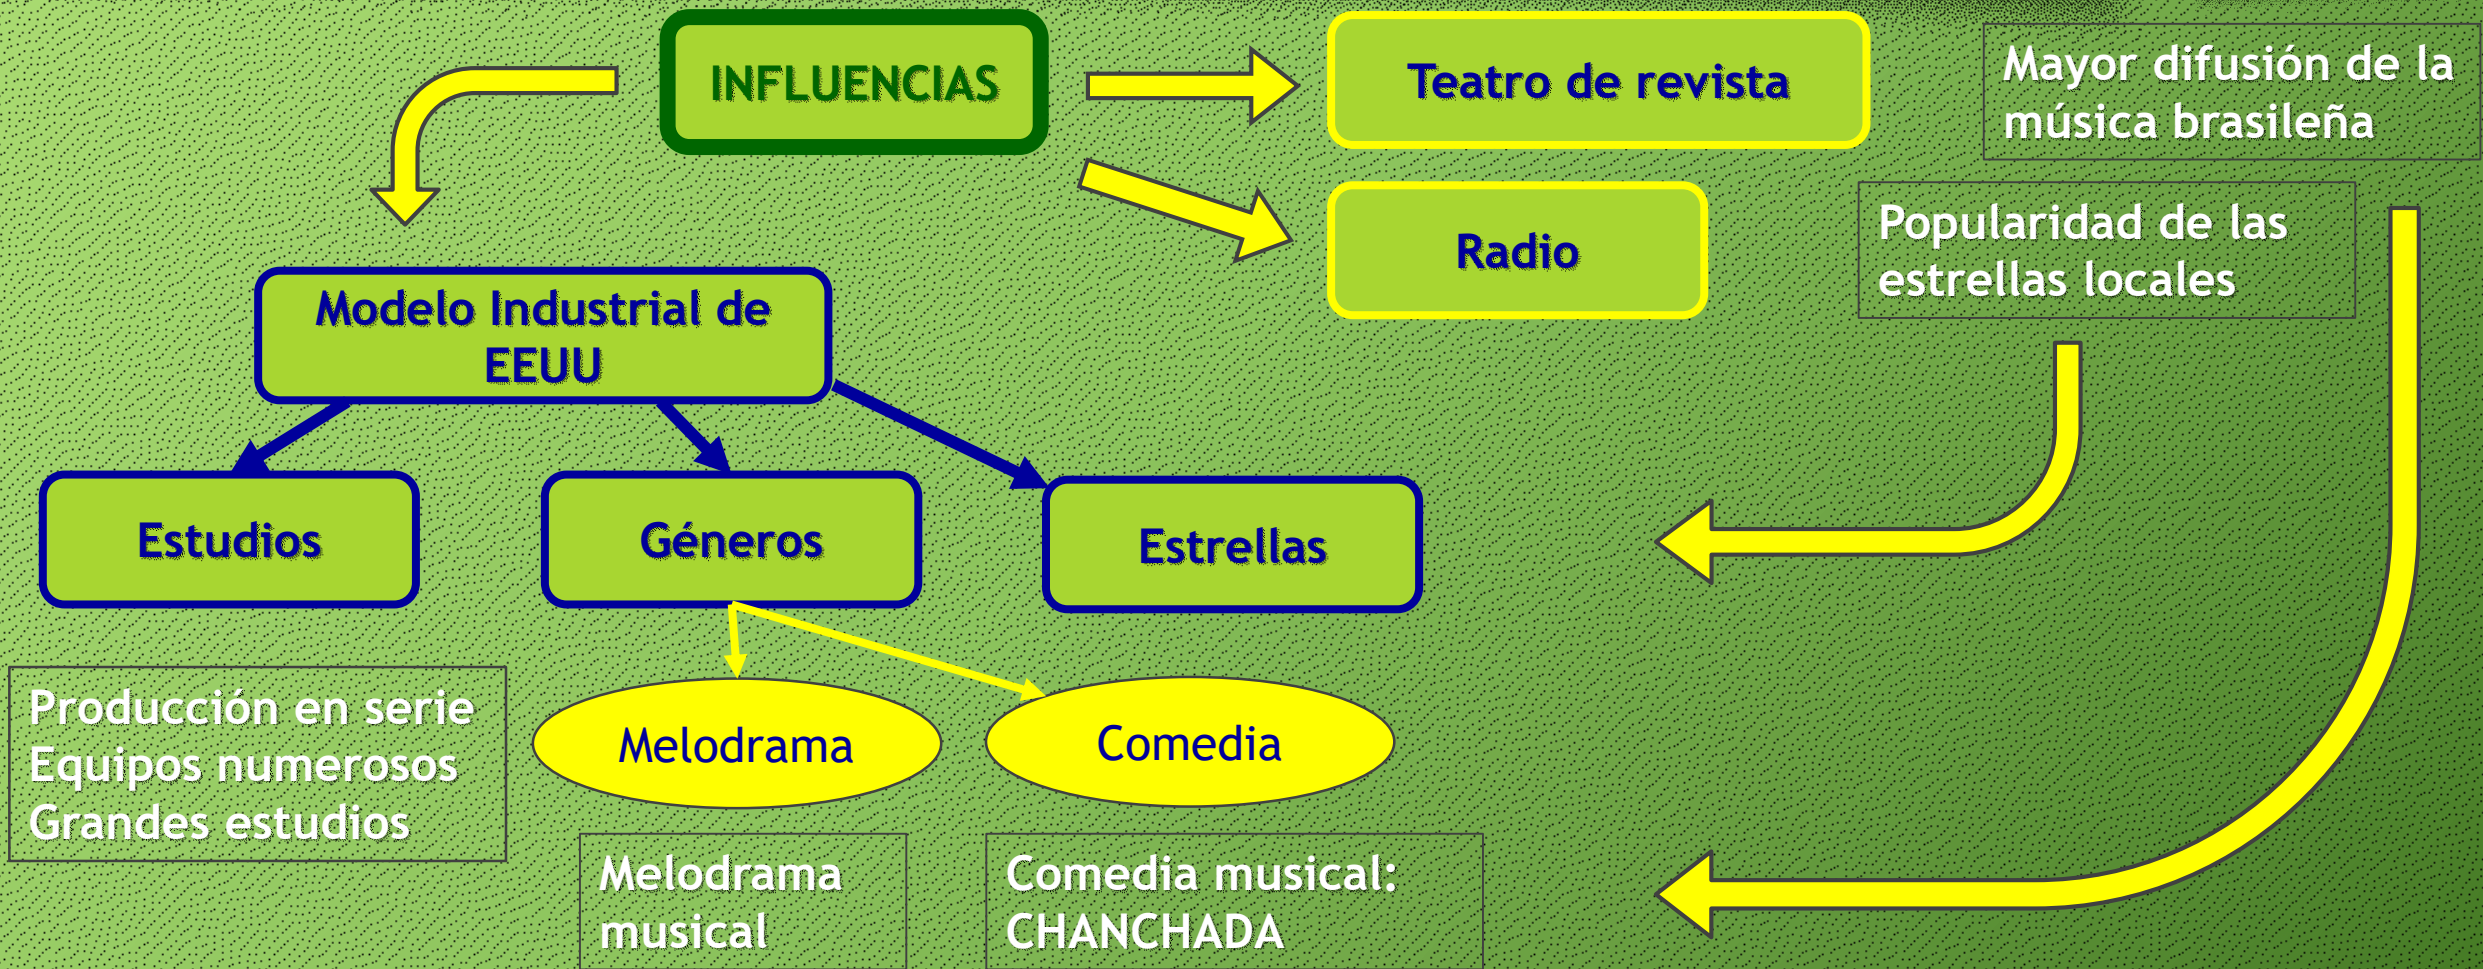 INFLUENCIAS
Teatro de revista
Mayor difusión de la
música brasileña
Radio
Popularidad de las
estrellas locales
Modelo Industrial de
EEUU
Estudios
Géneros
Estrellas
Producción en serie
Equipos numerosos
Grandes estudios
Melodrama
Comedia
Melodrama
musical
Comedia musical:
CHANCHADA